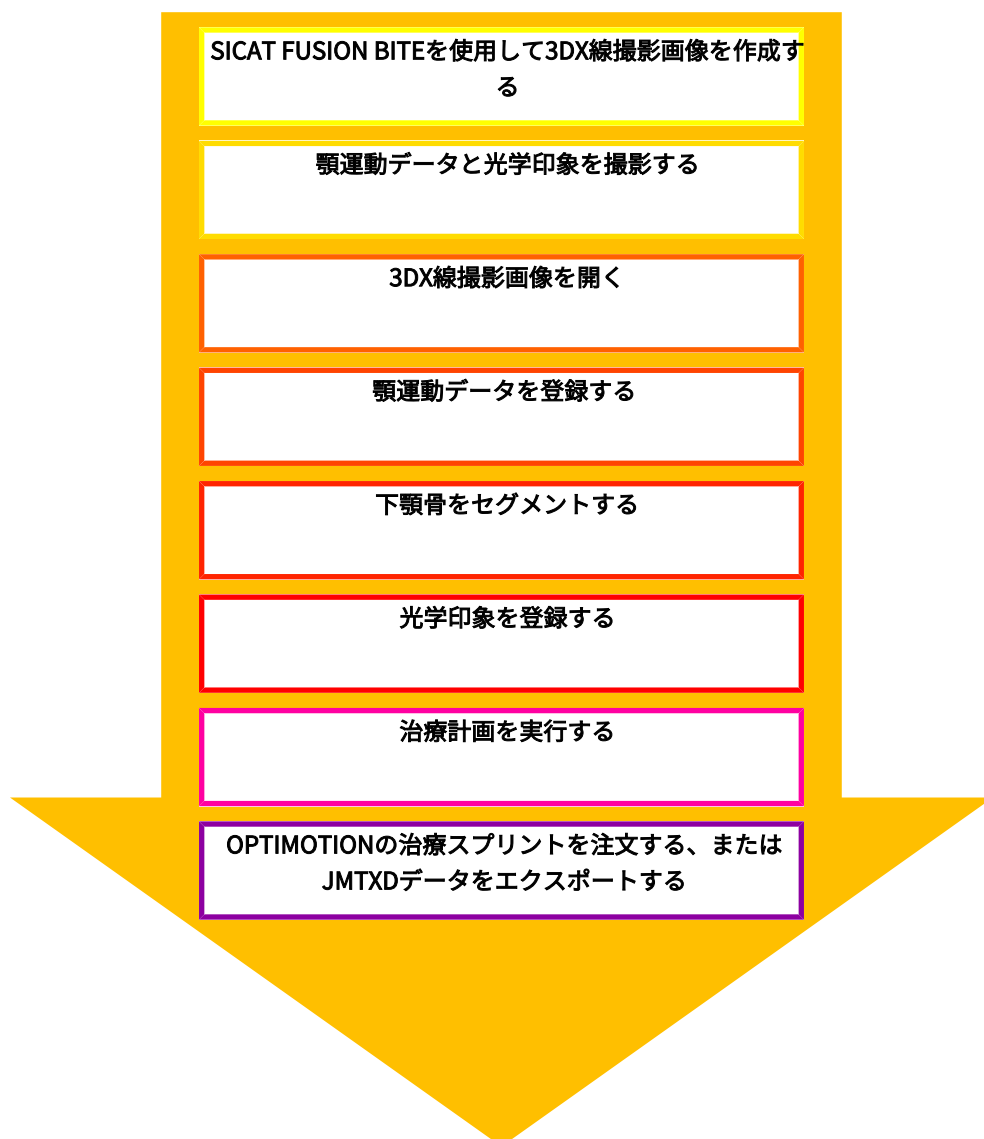 SICAT FUSION BITEを使用して3DX線撮影画像を作成す
る
顎運動データと光学印象を撮影する
3DX線撮影画像を開く
顎運動データを登録する
下顎骨をセグメントする
光学印象を登録する
治療計画を実行する
OPTIMOTIONの治療スプリントを注文する、または
JMTXDデータをエクスポートする